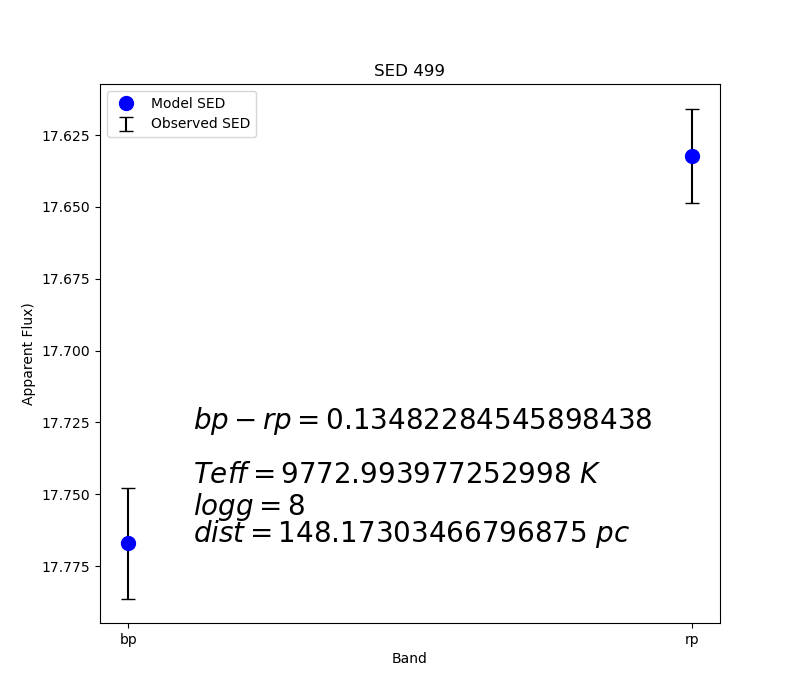 SED 499
Model SED
Observed SED
17.625
17.650
17.675
17.700
17.725
17.750
17.775
Apparent Flux)
bp − rp = 0.13482284545898438
Teff = 9772.993977252998 K
logg = 8
dist = 148.17303466796875 pc
bp
rp
Band